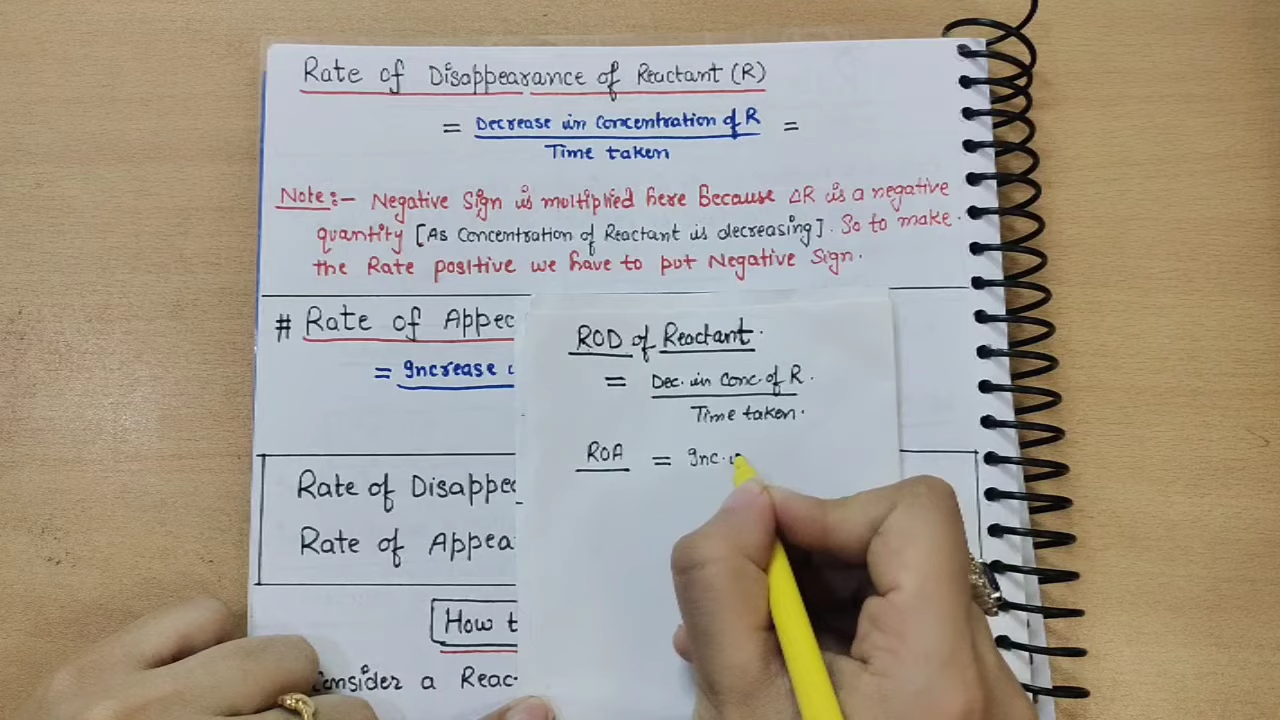 Rate of Disappearance of Reactant (R)
= Decrease in Concentration of R =
Time taken
Note:- Negative Sign is multiplied here Because ΔR is a negative
quantity [As Concentration of Reactant is decreasing]. So to make
the Rate positive we have to put Negative Sign.
# Rate of Appea
= Increase i
Rate of Disappea
Rate of Appea
How t
Consider a Reac
ROD of Reactant.
= Dec. in conc. of R.
Time taken.
ROA = Inc. i